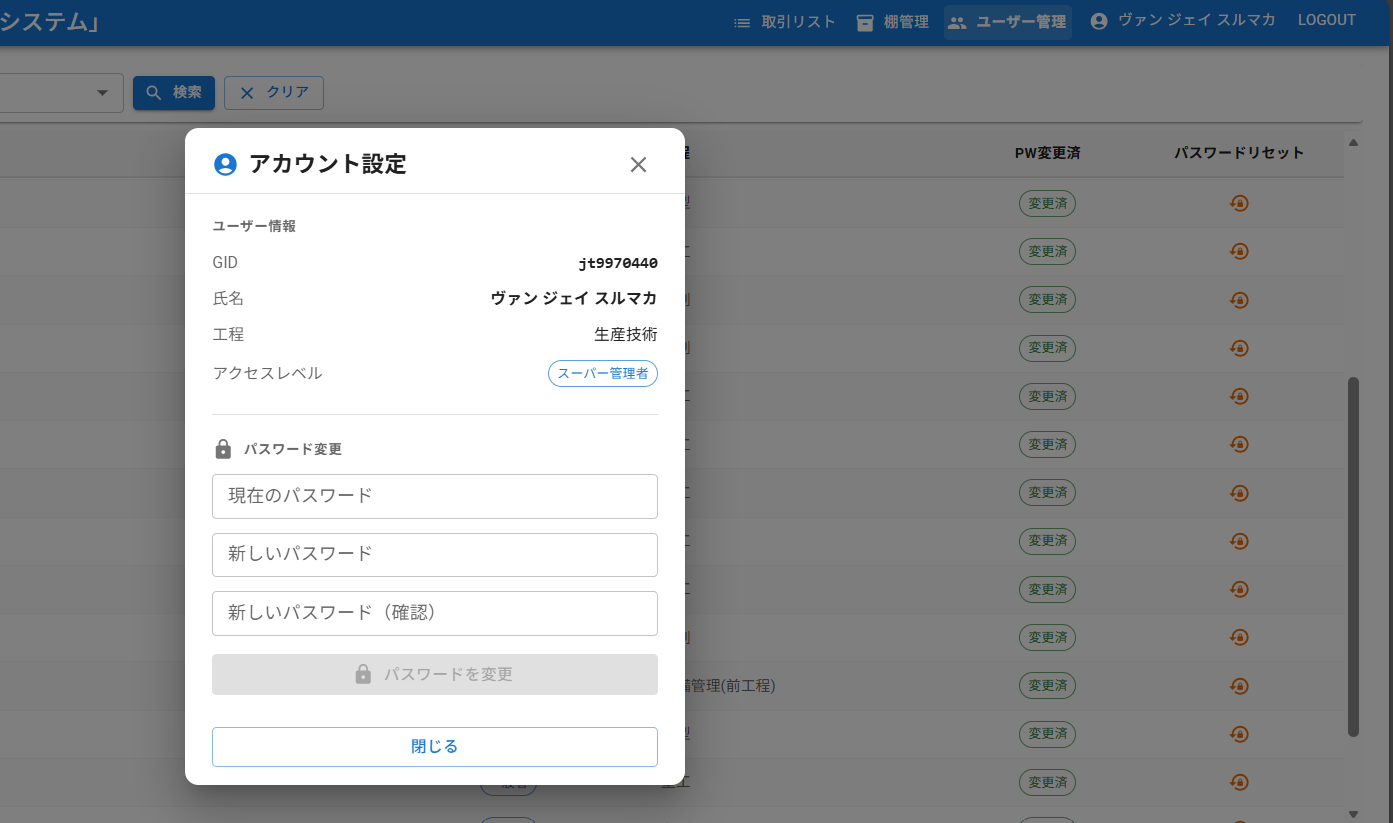 システム」
取引リスト 棚管理 ユーザー管理 ヴァン ジェイ スルマカ LOGOUT
検索 クリア
PW変更済 パスワードリセット
アカウント設定
ユーザー情報
GID jt9970440
氏名 ヴァン ジェイ スルマカ
工程 生産技術
アクセスレベル スーパー管理者
パスワード変更
現在のパスワード
新しいパスワード
新しいパスワード（確認）
パスワードを変更
閉じる
変更済
変更済
変更済
変更済
変更済
変更済
変更済
変更済
変更済
変更済
管理(前工程) 変更済
変更済
変更済